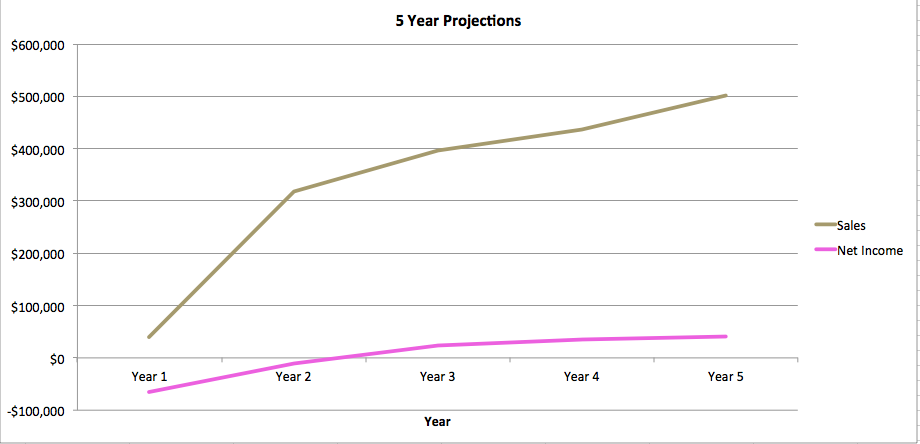 5 Year Projections
$600,000
$500,000
$400,000
$300,000
$200,000
$100,000
$0
-$100,000
Year 1 Year 2 Year 3 Year 4 Year 5
Year
Sales
Net Income